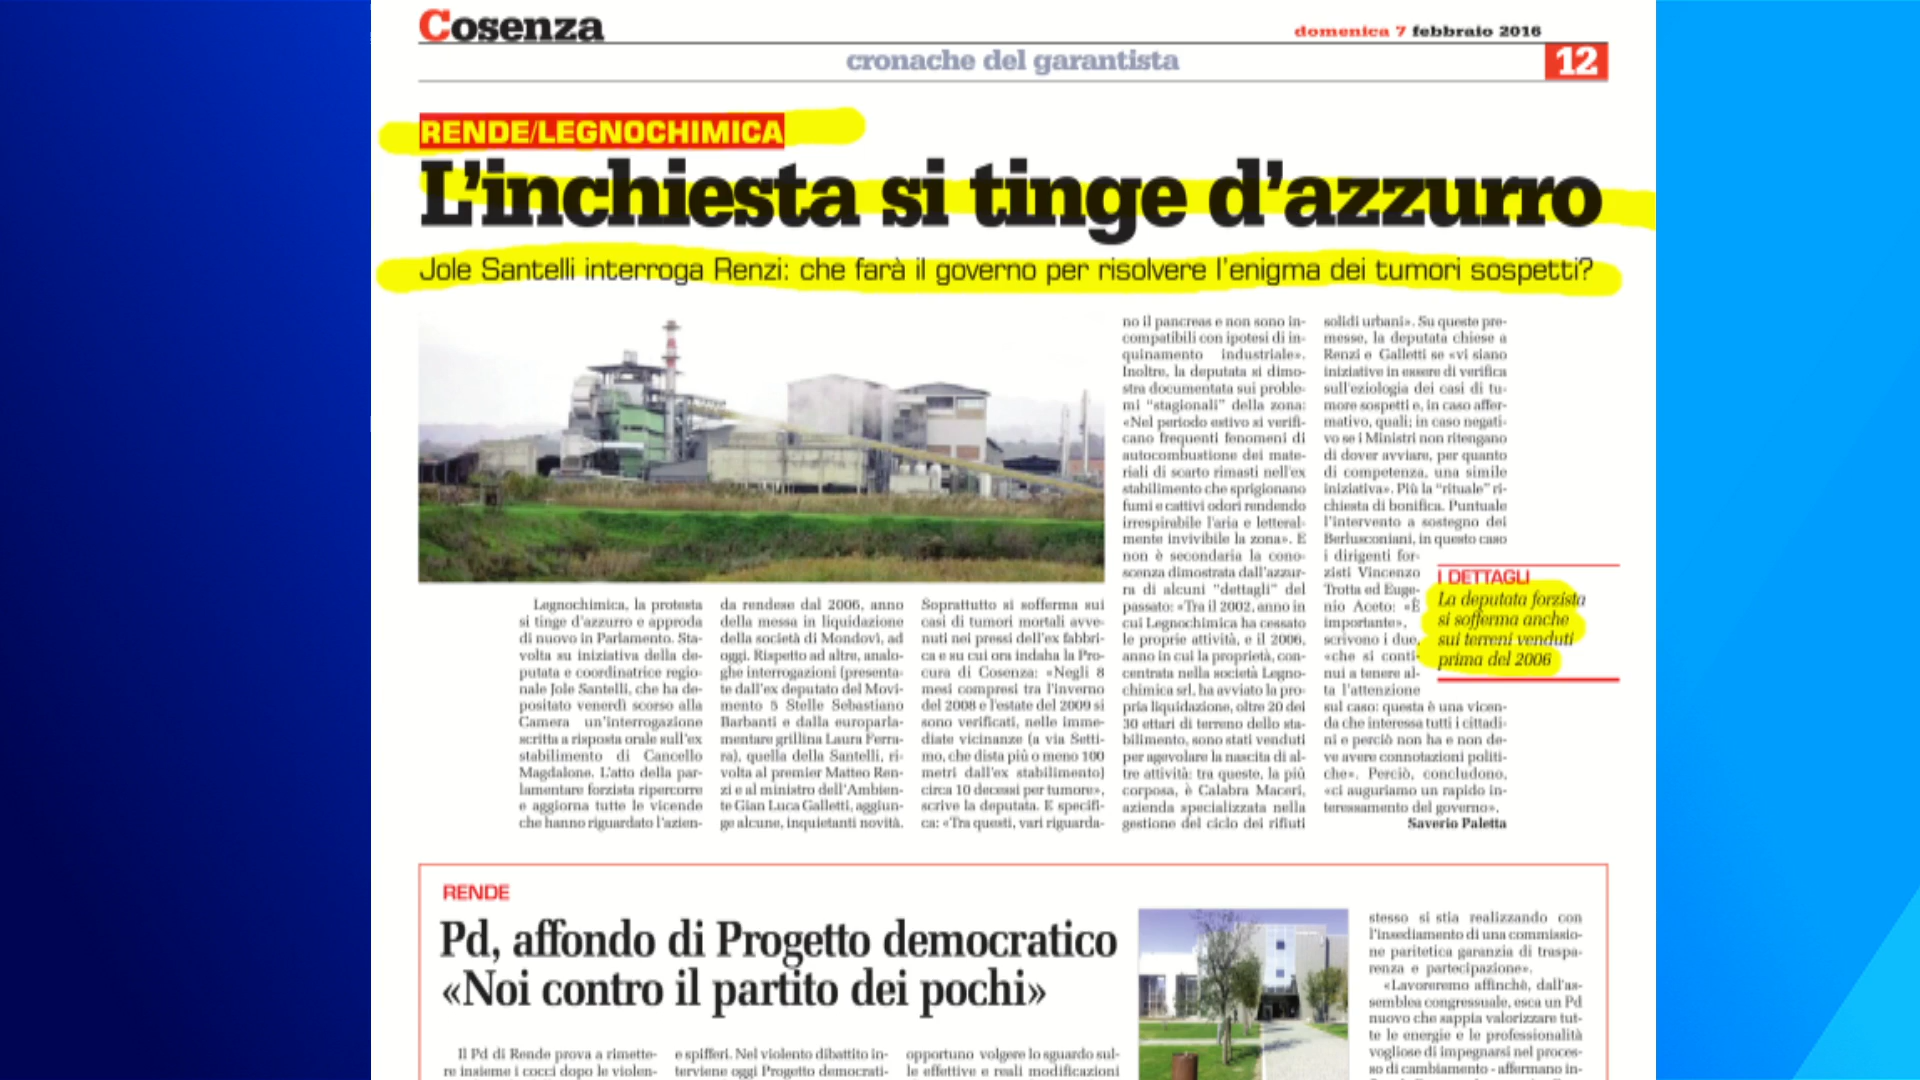 Cosenza
domenica 7 febbraio 2016
cronache del garantista
12
RENDE/LEGNOCHIMICA
L'inchiesta si tinge d'azzurro
Jole Santelli interroga Renzi: che farà il governo per risolvere l'enigma dei tumori sospetti?
Legnochimica, la protesta
si tinge d'azzurro e approda
di nuovo in Parlamento. Sta-
volta su iniziativa della de-
putata e coordinatrice regio-
nale Jole Santelli, che ha de-
positato venerdì scorso alla
Camera un'interrogazione
scritta a risposta orale sull'ex
stabilimento di Cancello
Magdalone. L'atto della par-
lamentare forzista ripercorre
e aggiorna tutte le vicende
che hanno riguardato l'azien-
da rendese dal 2006, anno
della messa in liquidazione
della società di Mondovì, ad
oggi. Rispetto ad altre, analo-
ghe interrogazioni (presenta-
te dall'ex deputato del Movi-
mento 5 Stelle Sebastiano
Barbanti e dalla europarla-
mentare grillina Laura Ferra-
ra), quella della Santelli, ri-
volta al premier Matteo Ren-
zi e al ministro dell'Ambien-
te Gian Luca Galletti, aggiun-
ge alcune, inquietanti novità.
Soprattutto si sofferma sui
casi di tumori mortali avve-
nuti nei pressi dell'ex fabbri-
ca e su cui ora indaha la Pro-
cura di Cosenza: «Negli 8
mesi compresi tra l'inverno
del 2008 e l'estate del 2009 si
sono verificati, nelle imme-
diate vicinanze (a via Setti-
mo, che dista più o meno 100
metri dall'ex stabilimento)
circa 10 decessi per tumore»,
scrive la deputata. E specifi-
ca: «Tra questi, vari riguarda-
no il pancreas e non sono in-
compatibili con ipotesi di in-
quinamento industriale».
Inoltre, la deputata si dimo-
stra documentata sui proble-
mi "stagionali" della zona:
«Nel periodo estivo si verifi-
cano frequenti fenomeni di
autocombustione dei mate-
riali di scarto rimasti nell'ex
stabilimento che sprigionano
fumi e cattivi odori rendendo
irrespirabile l'aria e letteral-
mente invivibile la zona». E
non è secondaria la cono-
scenza dimostrata dall'azzur-
ra di alcuni "dettagli" del
passato: «Tra il 2002, anno in
cui Legnochimica ha cessato
le proprie attività, e il 2006,
anno in cui la proprietà, con-
centrata nella società Legno-
chimica srl, ha avviato la pro-
pria liquidazione, oltre 20 dei
30 ettari di terreno dello sta-
bilimento, sono stati venduti
per agevolare la nascita di al-
tre attività: tra queste, la più
corposa, è Calabra Maceri,
azienda specializzata nella
gestione del ciclo dei rifiuti
solidi urbani». Su queste pre-
messe, la deputata chiese a
Renzi e Galletti se «vi siano
iniziative in essere di verifica
sull'eziologia dei casi di tu-
more sospetti e, in caso affer-
mativo, quali; in caso negati-
vo se i Ministri non ritengano
di dover avviare, per quanto
di competenza, una simile
iniziativa». Più la "rituale" ri-
chiesta di bonifica. Puntuale
l'intervento a sostegno dei
Berlusconiani, in questo caso
i dirigenti for-
zisti Vincenzo
Trotta ed Euge-
nio Aceto: «È
importante»,
scrivono i due,
«che si conti-
nui a tenere al-
ta l'attenzione
sul caso: questa è una vicen-
da che interessa tutti i cittadi-
ni e perciò non ha e non de-
ve avere connotazioni politi-
che». Perciò, concludono,
«ci auguriamo un rapido in-
teressamento del governo».
Saverio Paletta
I DETTAGLI
La deputata forzista
si sofferma anche
sui terreni venduti
prima del 2006
RENDE
Pd, affondo di Progetto democratico
«Noi contro il partito dei pochi»
Il Pd di Rende prova a rimette-
re insieme i cocci dopo le violen-
e spifferi. Nel violento dibattito in-
terviene oggi Progetto democrati-
opportuno volgere lo sguardo sul-
le effettive e reali modificazioni
stesso si stia realizzando con
l'insediamento di una commissio-
ne paritetica garanzia di traspa-
renza e partecipazione».
«Lavoreremo affinchè, dall'as-
semblea congressuale, esca un Pd
nuovo che sappia valorizzare tut-
te le energie e le professionalità
vogliose di impegnarsi nel proces-
so di cambiamento - affermano in-